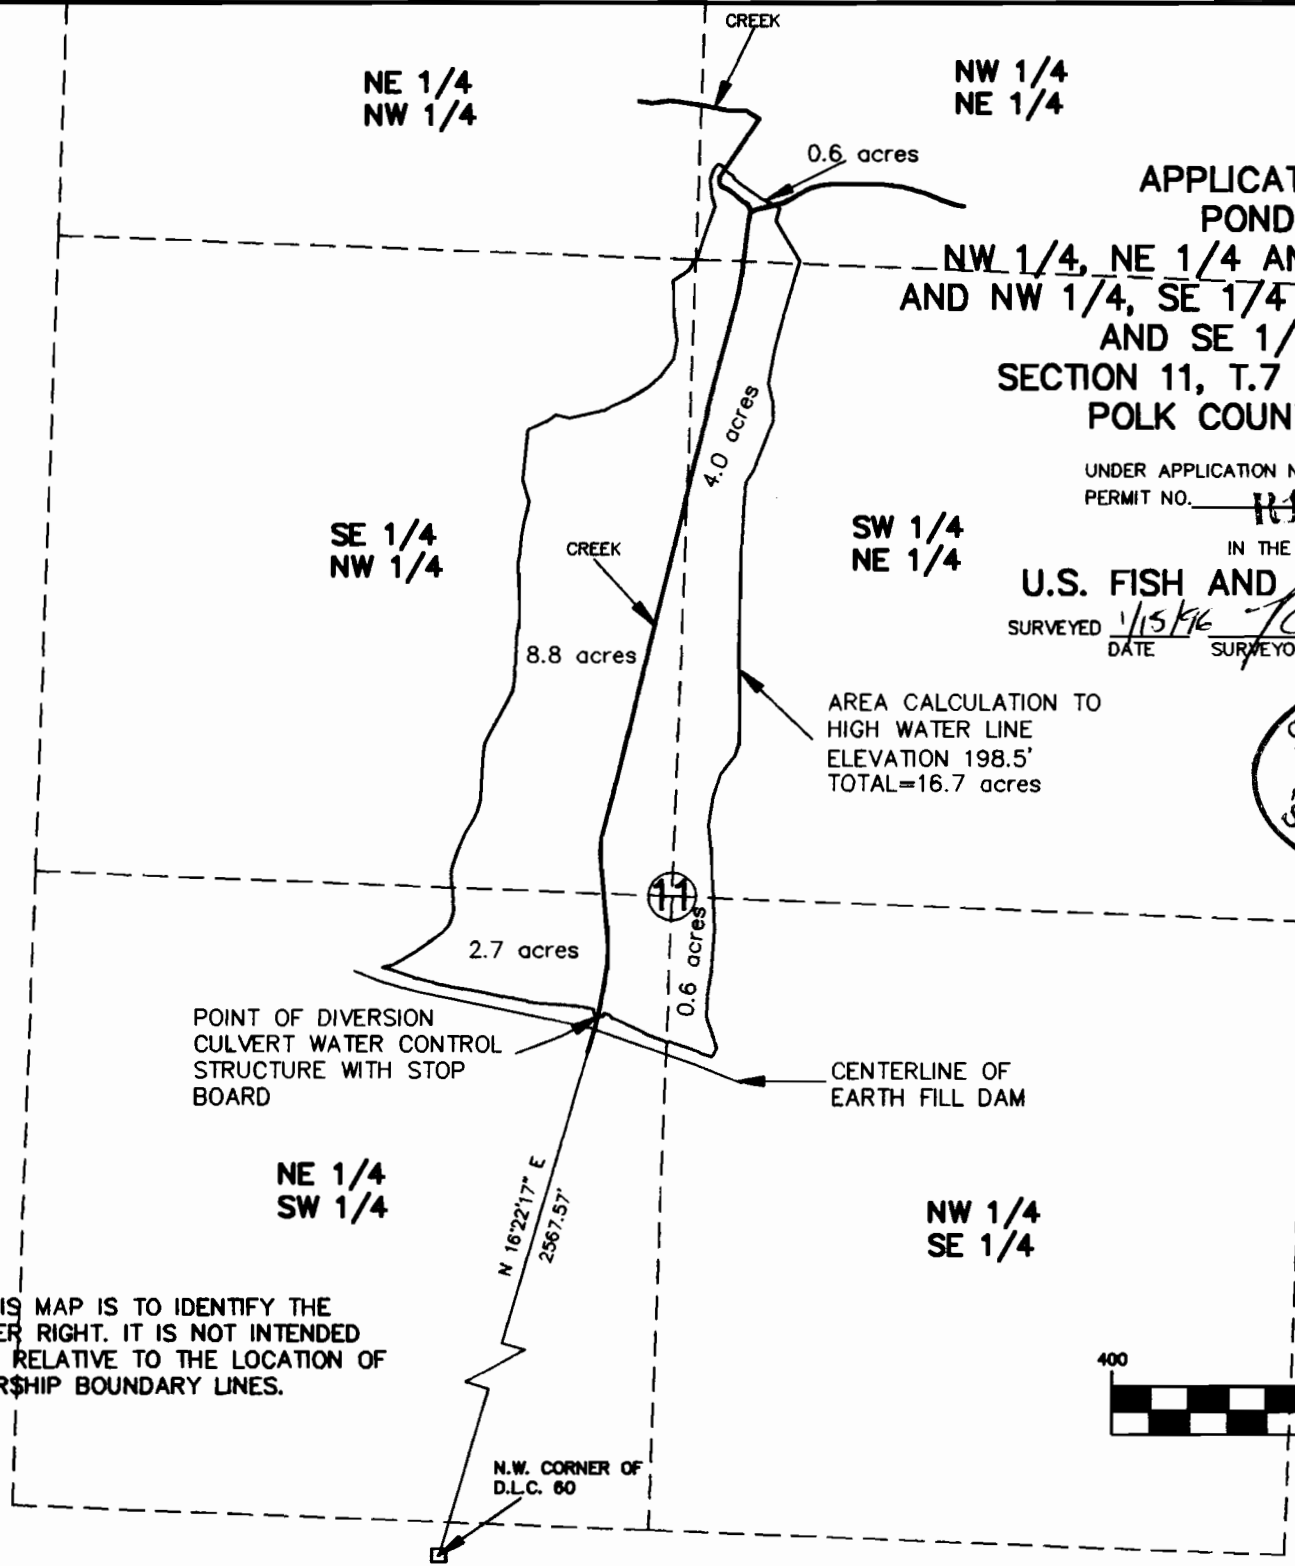 CREEK
NE 1/4
NW 1/4
NW 1/4
NE 1/4
0.6 acres
APPLICAT
POND
NW 1/4, NE 1/4 AN
AND NW 1/4, SE 1/4
AND SE 1/
SECTION 11, T.7
POLK COUN
UNDER APPLICATION N
PERMIT NO.
IN THE
U.S. FISH AND
SURVEYED 1/15/96
DATE SURVEYO
4.0 acres
SE 1/4
NW 1/4
CREEK
SW 1/4
NE 1/4
8.8 acres
AREA CALCULATION TO
HIGH WATER LINE
ELEVATION 198.5'
TOTAL=16.7 acres
11
2.7 acres
0.6 acres
POINT OF DIVERSION
CULVERT WATER CONTROL
STRUCTURE WITH STOP
BOARD
CENTERLINE OF
EARTH FILL DAM
NE 1/4
SW 1/4
N 16°22'17" E
2567.57'
NW 1/4
SE 1/4
IS MAP IS TO IDENTIFY THE
ER RIGHT. IT IS NOT INTENDED
RELATIVE TO THE LOCATION OF
RSHIP BOUNDARY LINES.
400
N.W. CORNER OF
D.L.C. 60